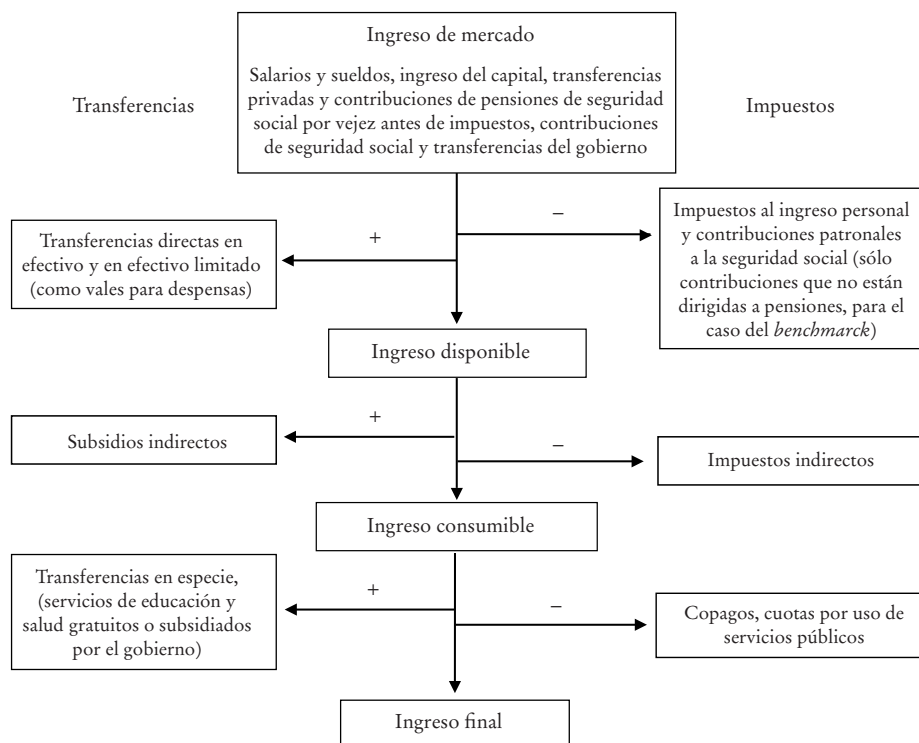 Ingreso de mercado
Salarios y sueldos, ingreso del capital, transferencias
privadas y contribuciones de pensiones de seguridad
social por vejez antes de impuestos, contribuciones
de seguridad social y transferencias del gobierno
Transferencias
Impuestos
+
−
Transferencias directas en
efectivo y en efectivo limitado
(como vales para despensas)
Impuestos al ingreso personal
y contribuciones patronales
a la seguridad social (sólo
contribuciones que no están
dirigidas a pensiones, para el
caso del benchmarck)
Ingreso disponible
+
−
Subsidios indirectos
Impuestos indirectos
Ingreso consumible
+
−
Transferencias en especie,
(servicios de educación y
salud gratuitos o subsidiados
por el gobierno)
Copagos, cuotas por uso de
servicios públicos
Ingreso final